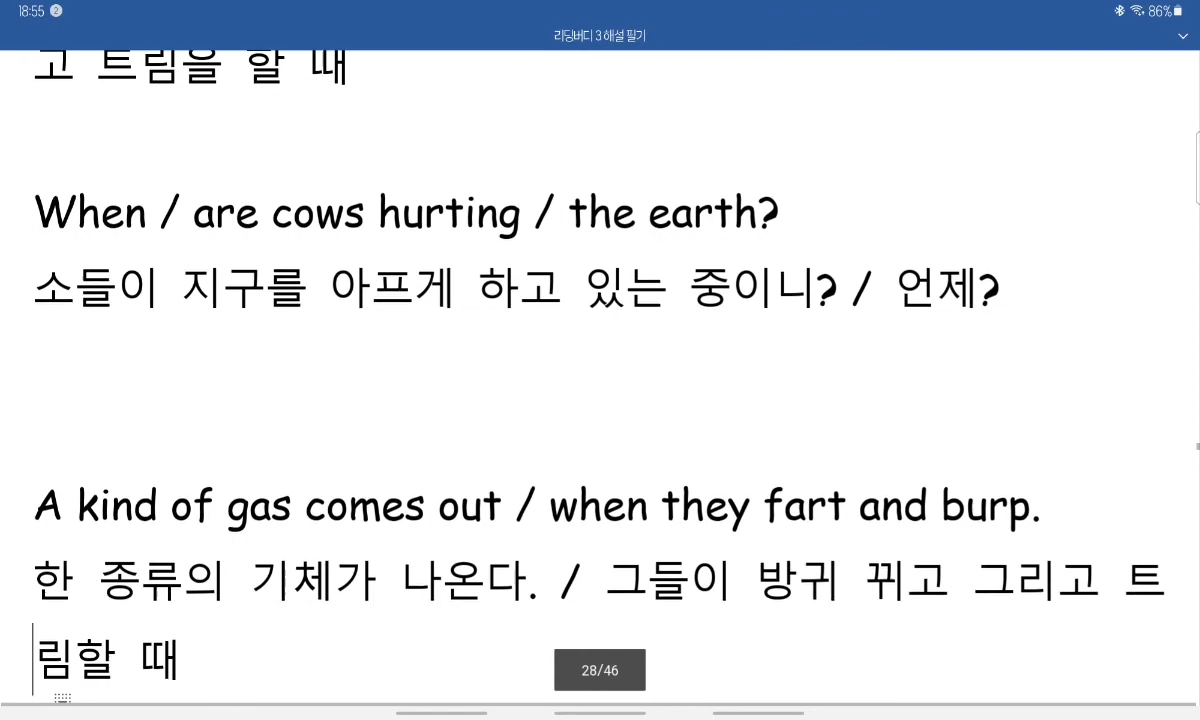 18:55 2 86%
리딩버디 3 해설 필기
고 트림을 할 때
When / are cows hurting / the earth?
소들이 지구를 아프게 하고 있는 중이니? / 언제?
A kind of gas comes out / when they fart and burp.
한 종류의 기체가 나온다. / 그들이 방귀 뀌고 그리고 트
림할 때
28/46